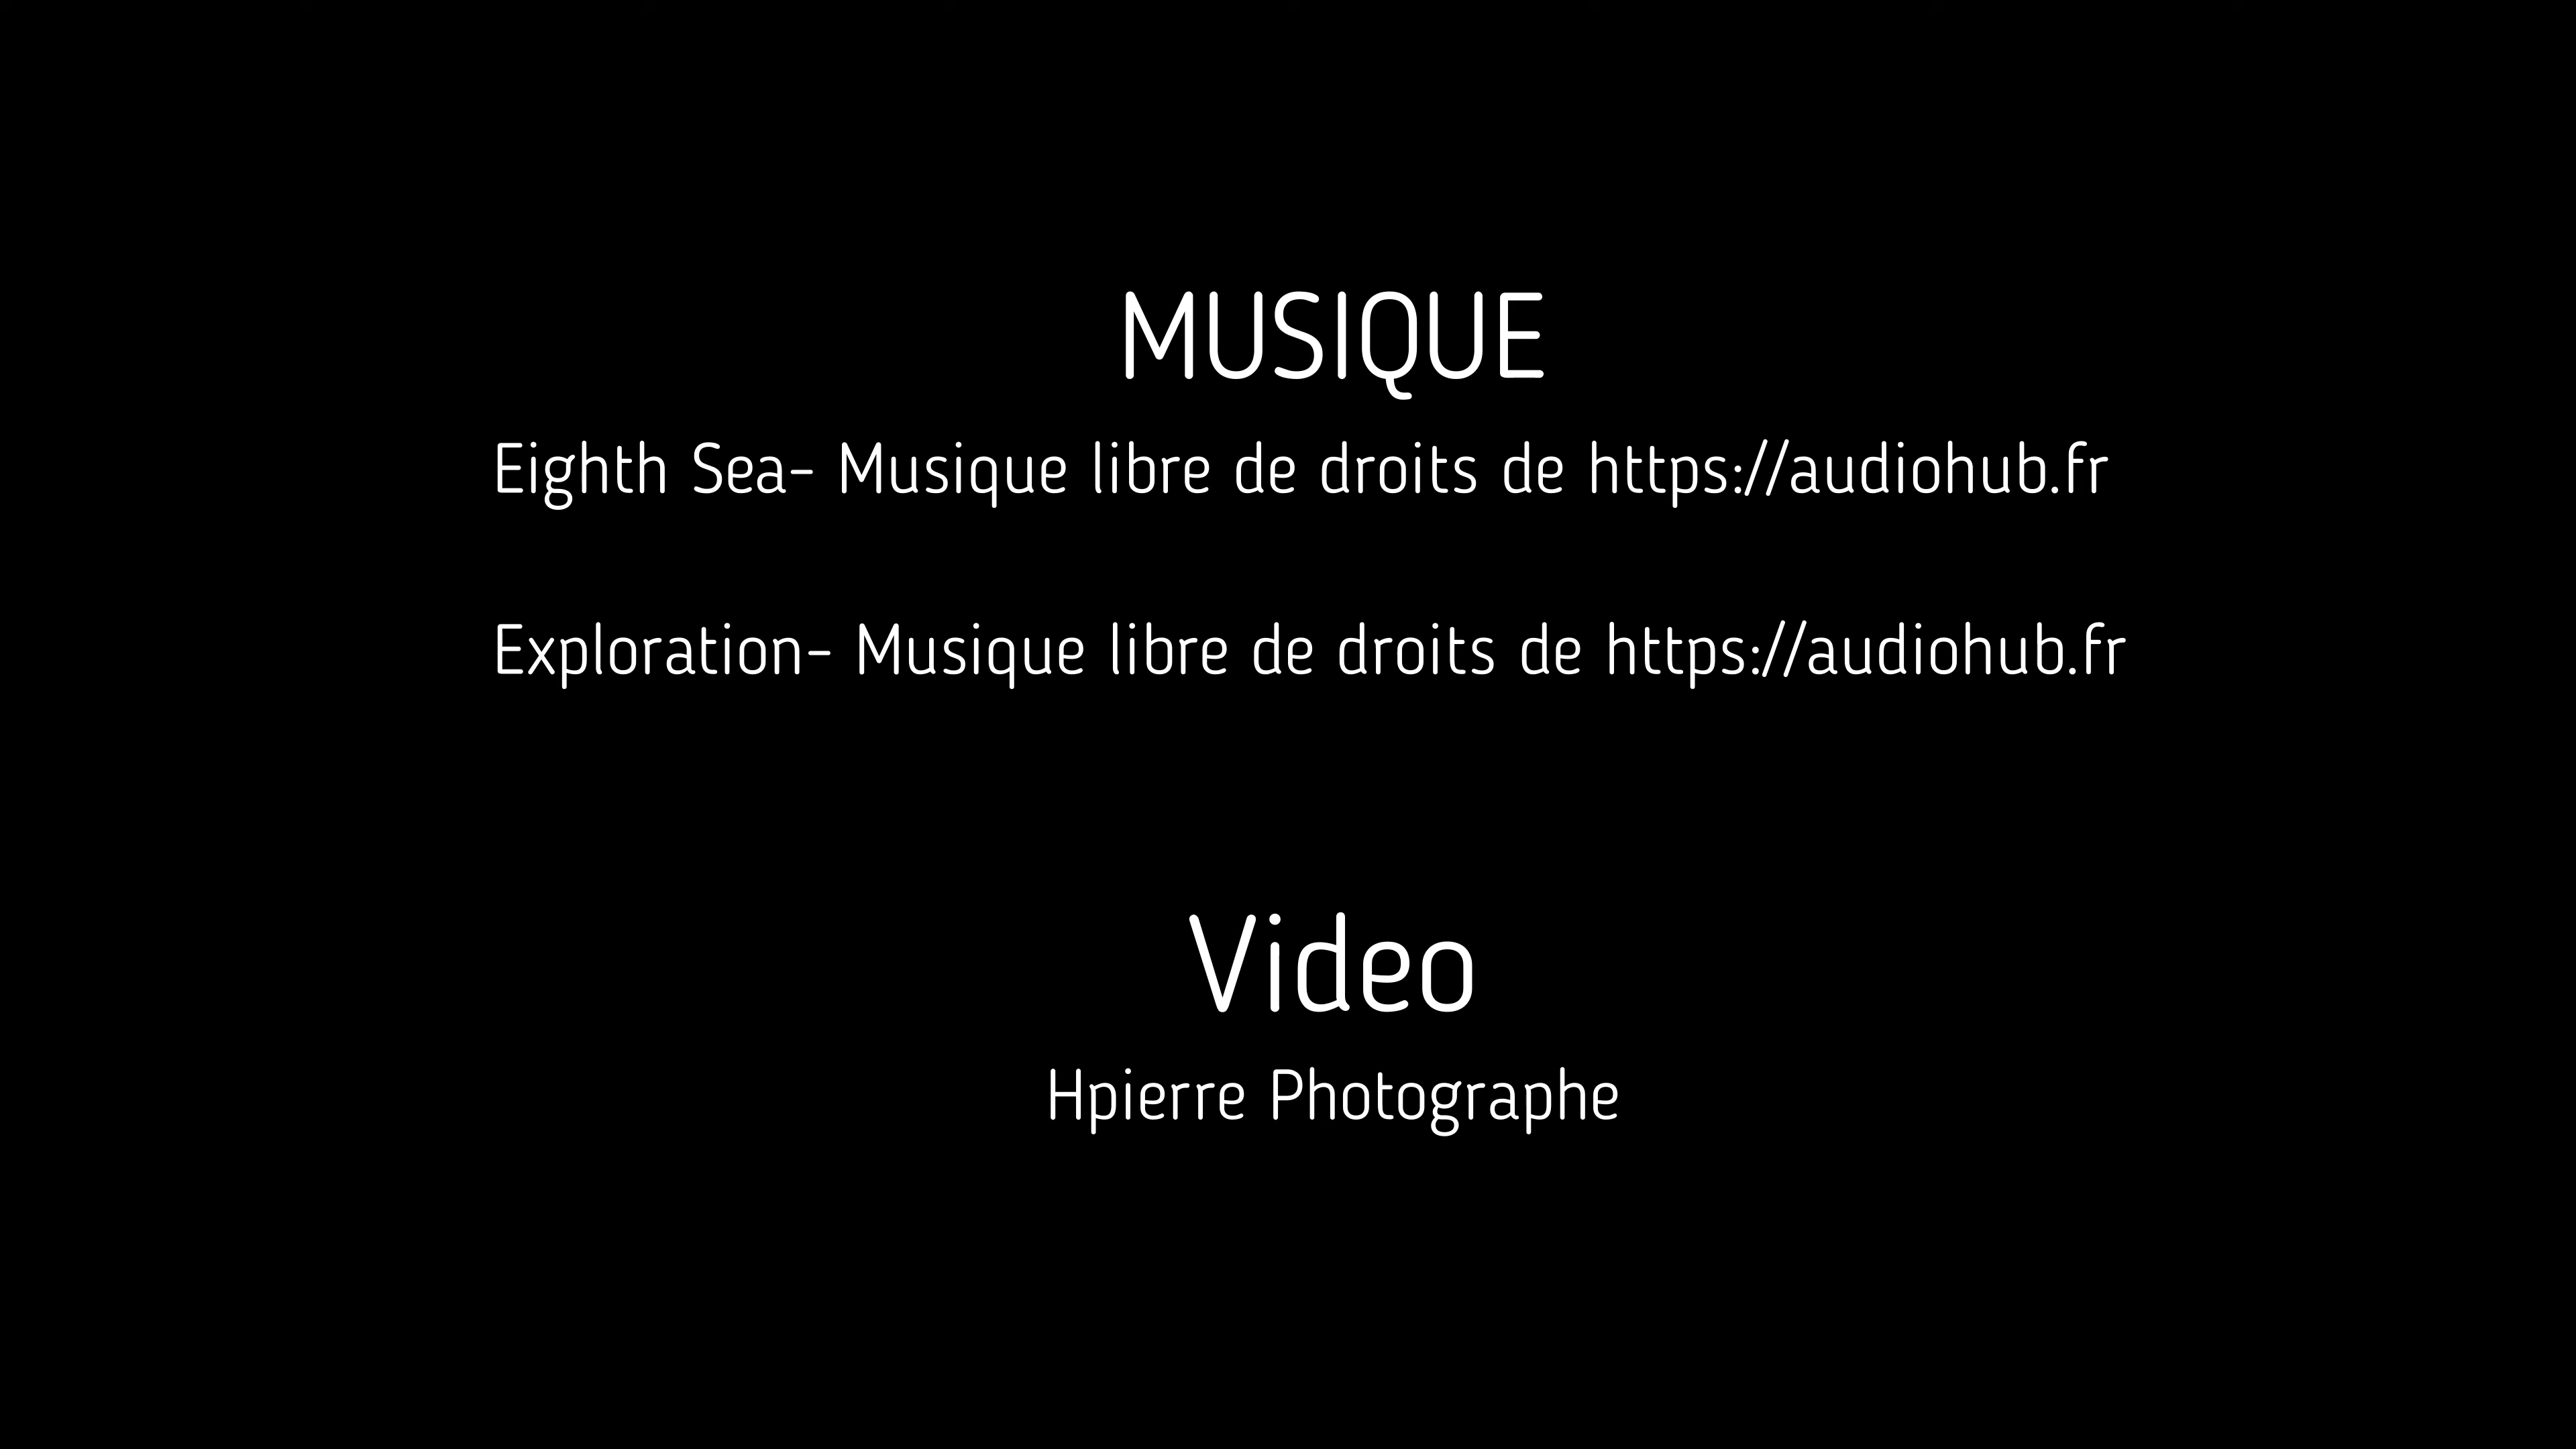 MUSIQUE
Eighth Sea- Musique libre de droits de https://audiohub.fr
Exploration- Musique libre de droits de https://audiohub.fr
Video
Hpierre Photographe